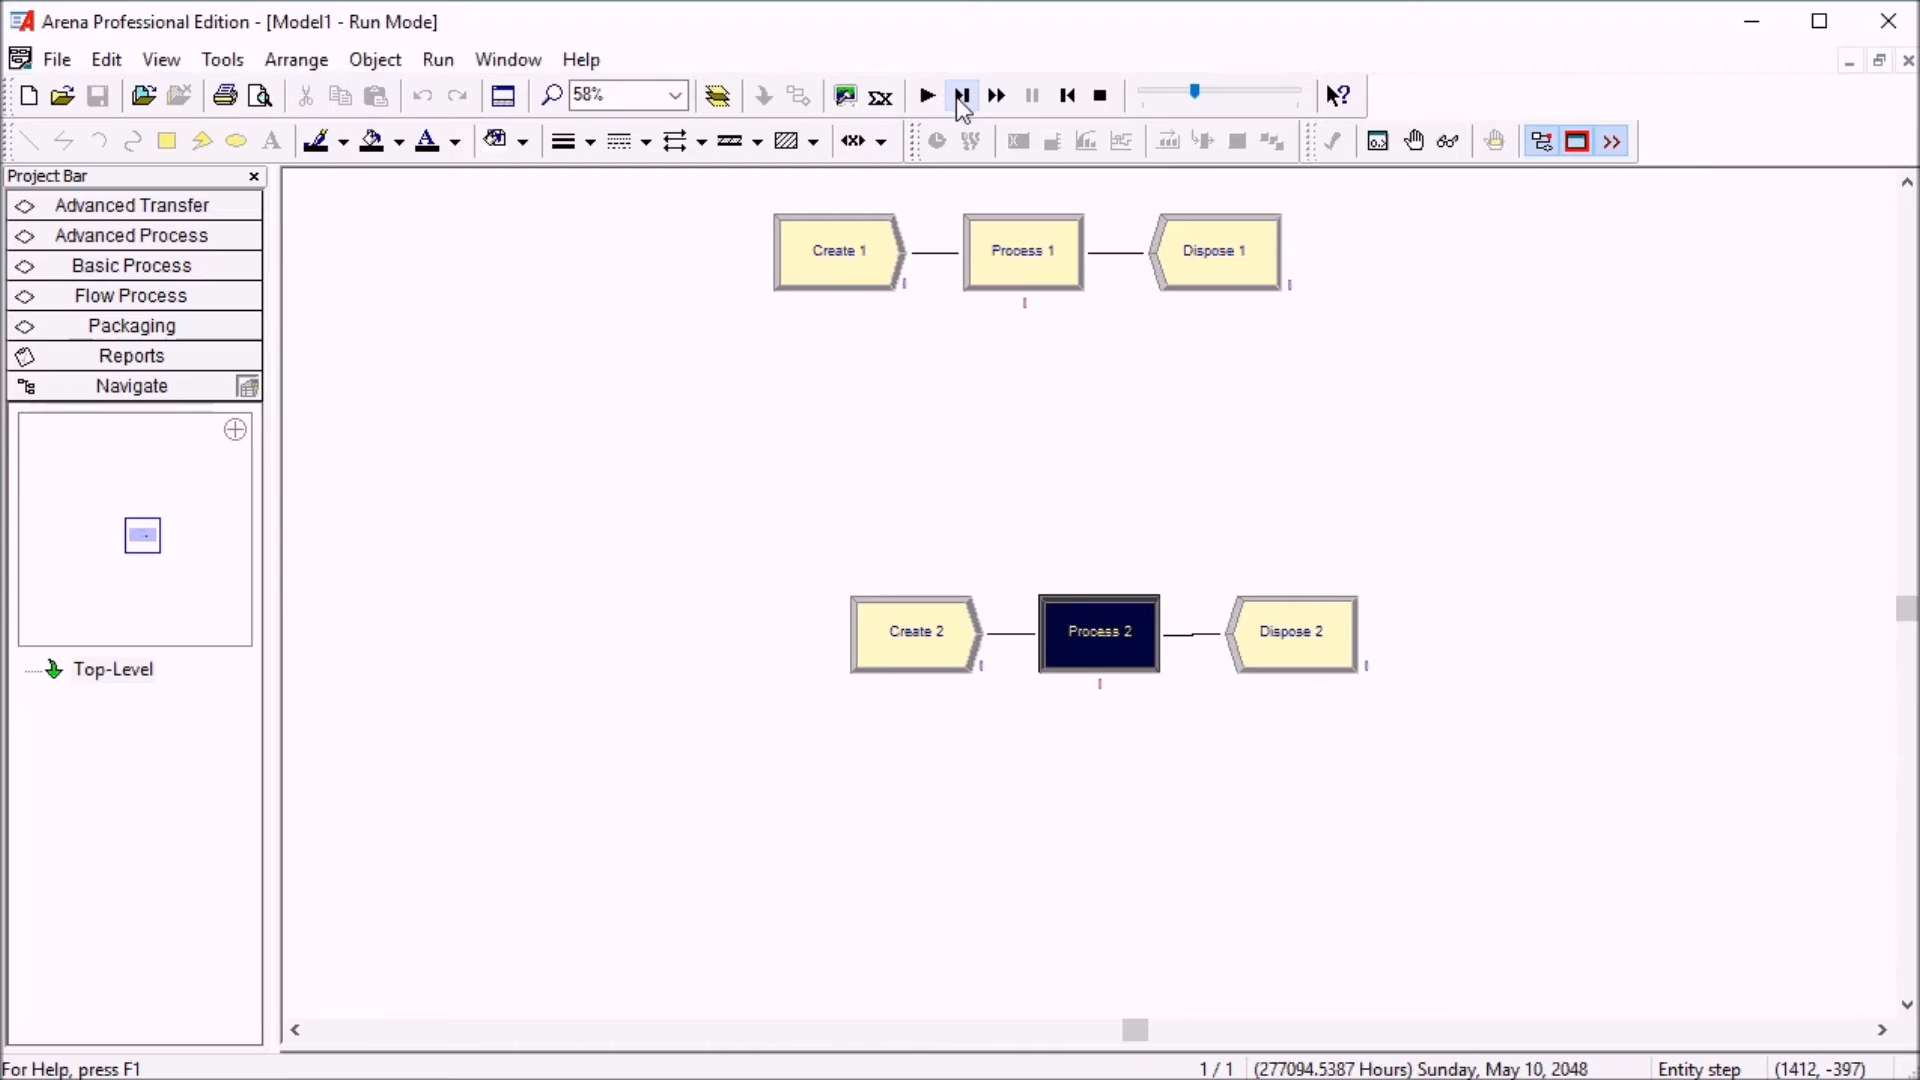 Arena Professional Edition - [Model1 - Run Mode]
File Edit View Tools Arrange Object Run Window Help
58%
Project Bar
Advanced Transfer
Advanced Process
Basic Process
Flow Process
Packaging
Reports
Navigate
Top-Level
Create 1 Process 1 Dispose 1
Create 2 Process 2 Dispose 2
For Help, press F1 1 / 1 (277094.5387 Hours) Sunday, May 10, 2048 Entity step (1412, -397)